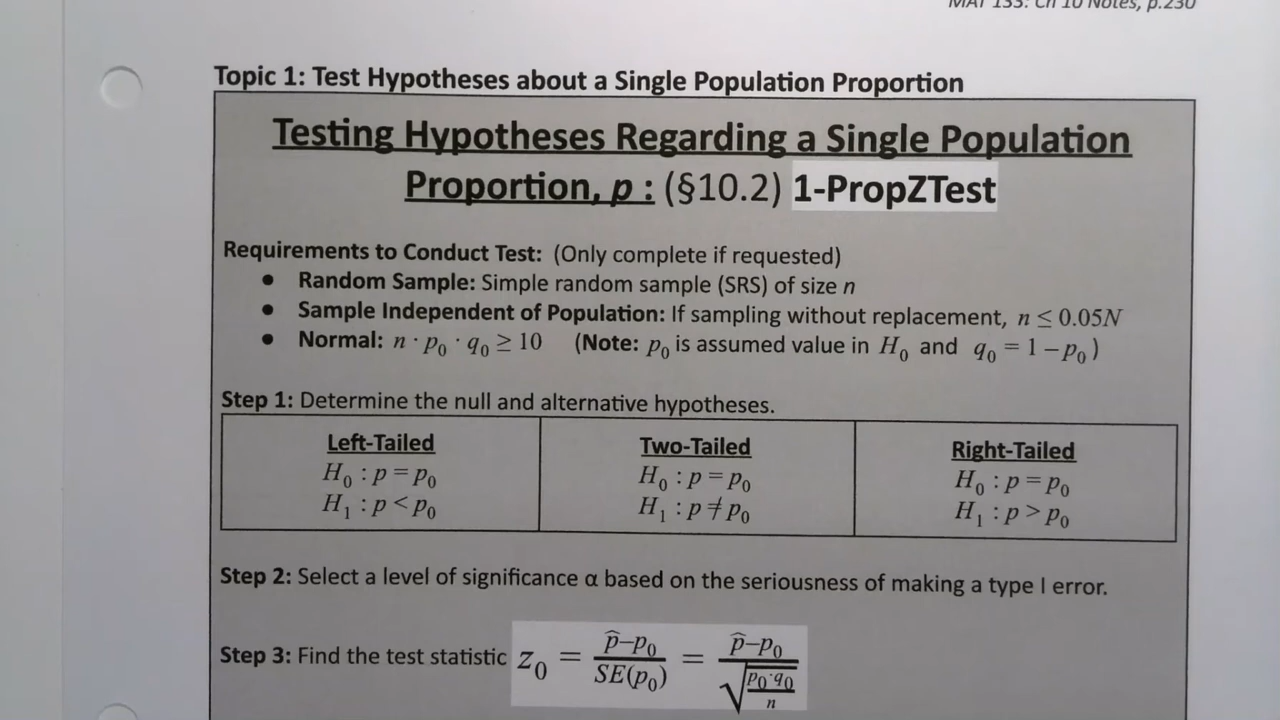 MAT 133: Ch 10 Notes, p.230
Topic 1: Test Hypotheses about a Single Population Proportion
Testing Hypotheses Regarding a Single Population
Proportion, p : (§10.2) 1-PropZTest
Requirements to Conduct Test: (Only complete if requested)
• Random Sample: Simple random sample (SRS) of size n
• Sample Independent of Population: If sampling without replacement, n ≤ 0.05N
• Normal: n · p₀ · q₀ ≥ 10 (Note: p₀ is assumed value in H₀ and q₀ = 1 – p₀)
Step 1: Determine the null and alternative hypotheses.
Left-Tailed
H₀ : p = p₀
H₁ : p < p₀
Two-Tailed
H₀ : p = p₀
H₁ : p ≠ p₀
Right-Tailed
H₀ : p = p₀
H₁ : p > p₀
Step 2: Select a level of significance α based on the seriousness of making a type I error.
Step 3: Find the test statistic z₀ = (p̂–p₀)/SE(p₀) = (p̂–p₀)/√(p₀·q₀/n)